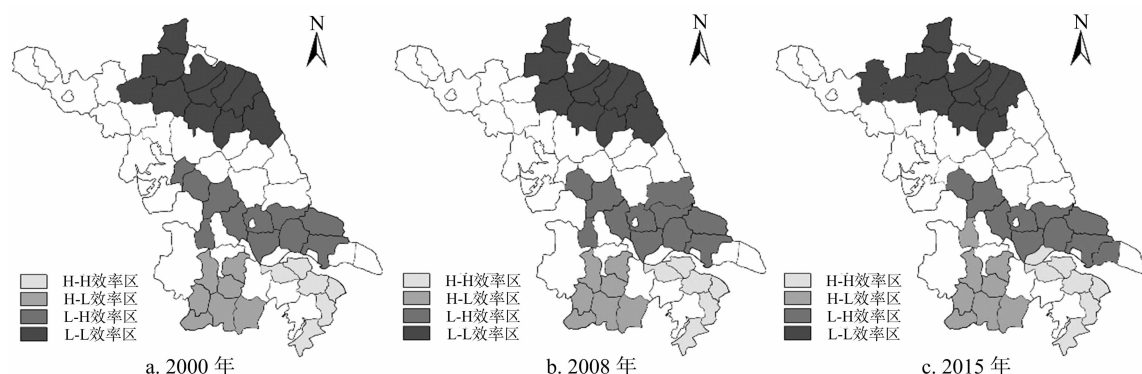 N
H-H效率区
H-L效率区
L-H效率区
L-L效率区
a. 2000 年
N
H-H效率区
H-L效率区
L-H效率区
L-L效率区
b. 2008 年
N
H-H效率区
H-L效率区
L-H效率区
L-L效率区
c. 2015 年